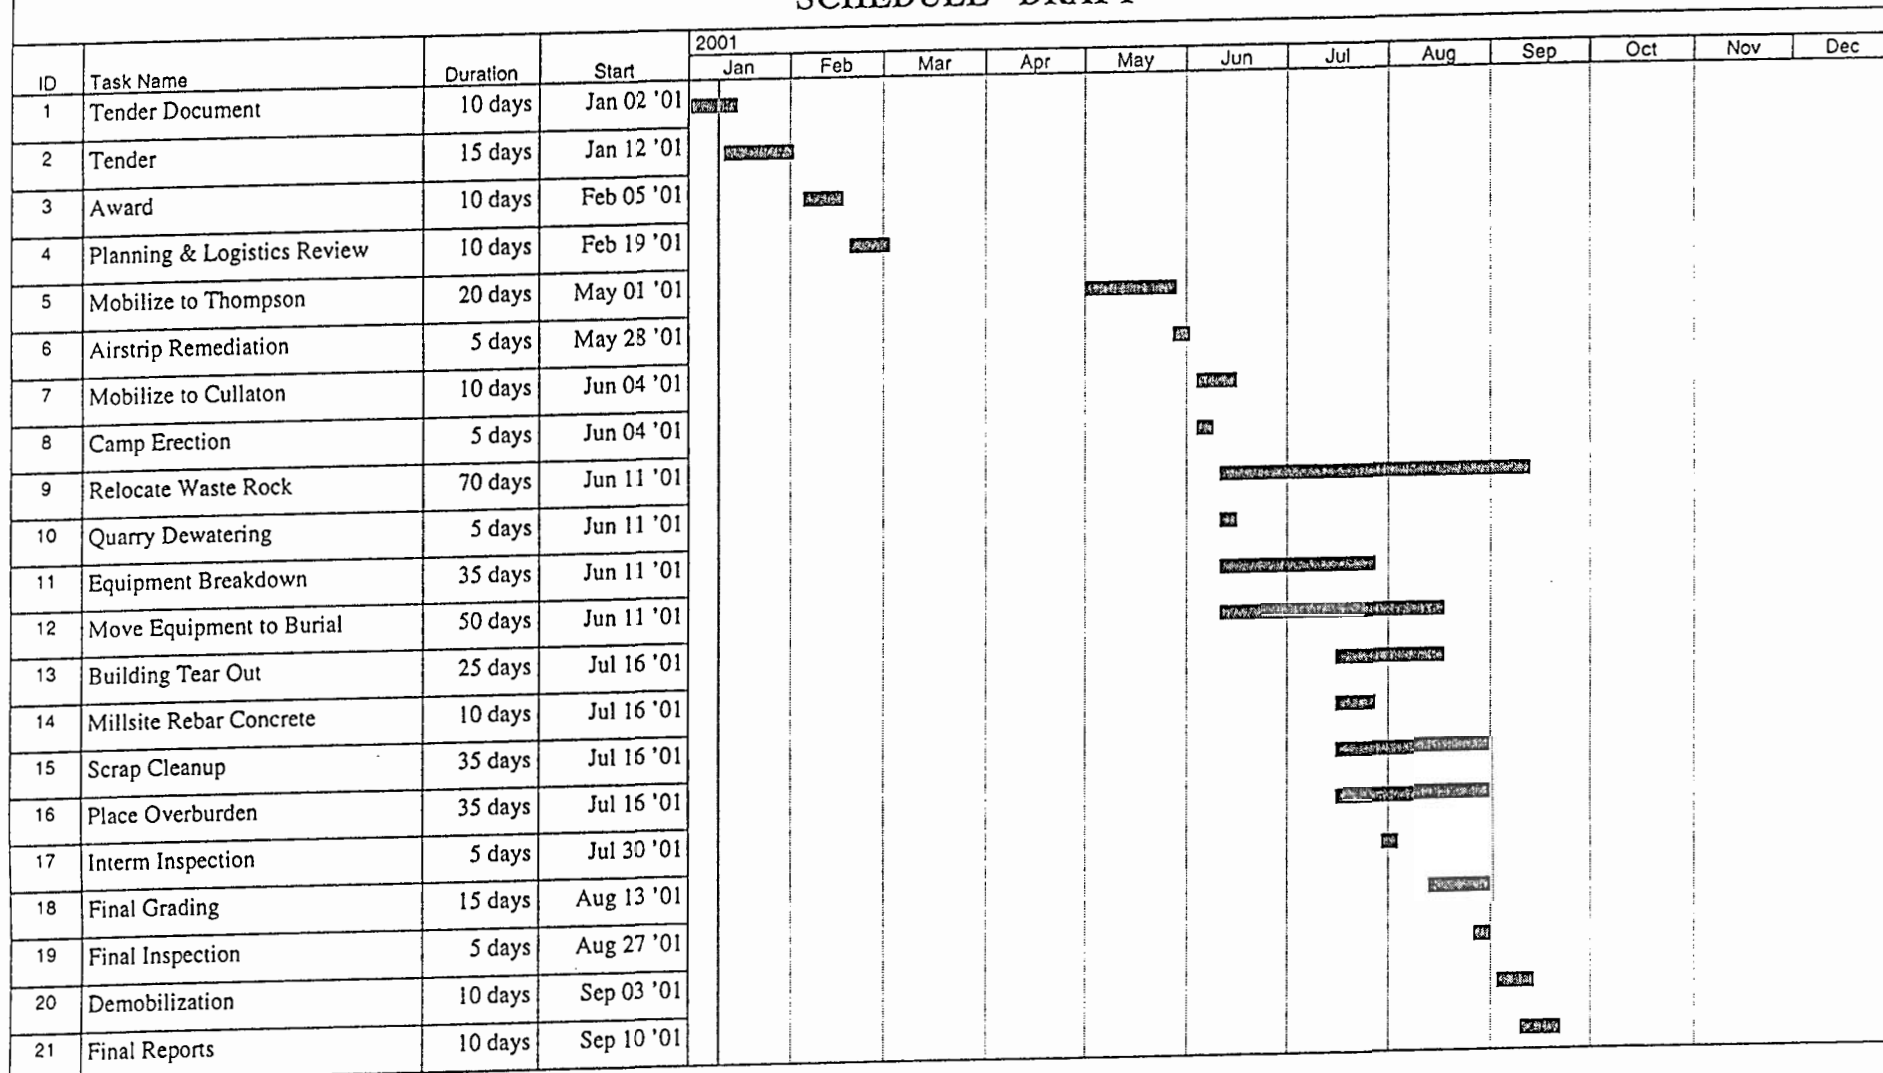 SCHEDULE - DRAFT
2001
ID Task Name Duration Start Jan Feb Mar Apr May Jun Jul Aug Sep Oct Nov Dec
1 Tender Document 10 days Jan 02 '01
2 Tender 15 days Jan 12 '01
3 Award 10 days Feb 05 '01
4 Planning & Logistics Review 10 days Feb 19 '01
5 Mobilize to Thompson 20 days May 01 '01
6 Airstrip Remediation 5 days May 28 '01
7 Mobilize to Cullaton 10 days Jun 04 '01
8 Camp Erection 5 days Jun 04 '01
9 Relocate Waste Rock 70 days Jun 11 '01
10 Quarry Dewatering 5 days Jun 11 '01
11 Equipment Breakdown 35 days Jun 11 '01
12 Move Equipment to Burial 50 days Jun 11 '01
13 Building Tear Out 25 days Jul 16 '01
14 Millsite Rebar Concrete 10 days Jul 16 '01
15 Scrap Cleanup 35 days Jul 16 '01
16 Place Overburden 35 days Jul 16 '01
17 Interm Inspection 5 days Jul 30 '01
18 Final Grading 15 days Aug 13 '01
19 Final Inspection 5 days Aug 27 '01
20 Demobilization 10 days Sep 03 '01
21 Final Reports 10 days Sep 10 '01